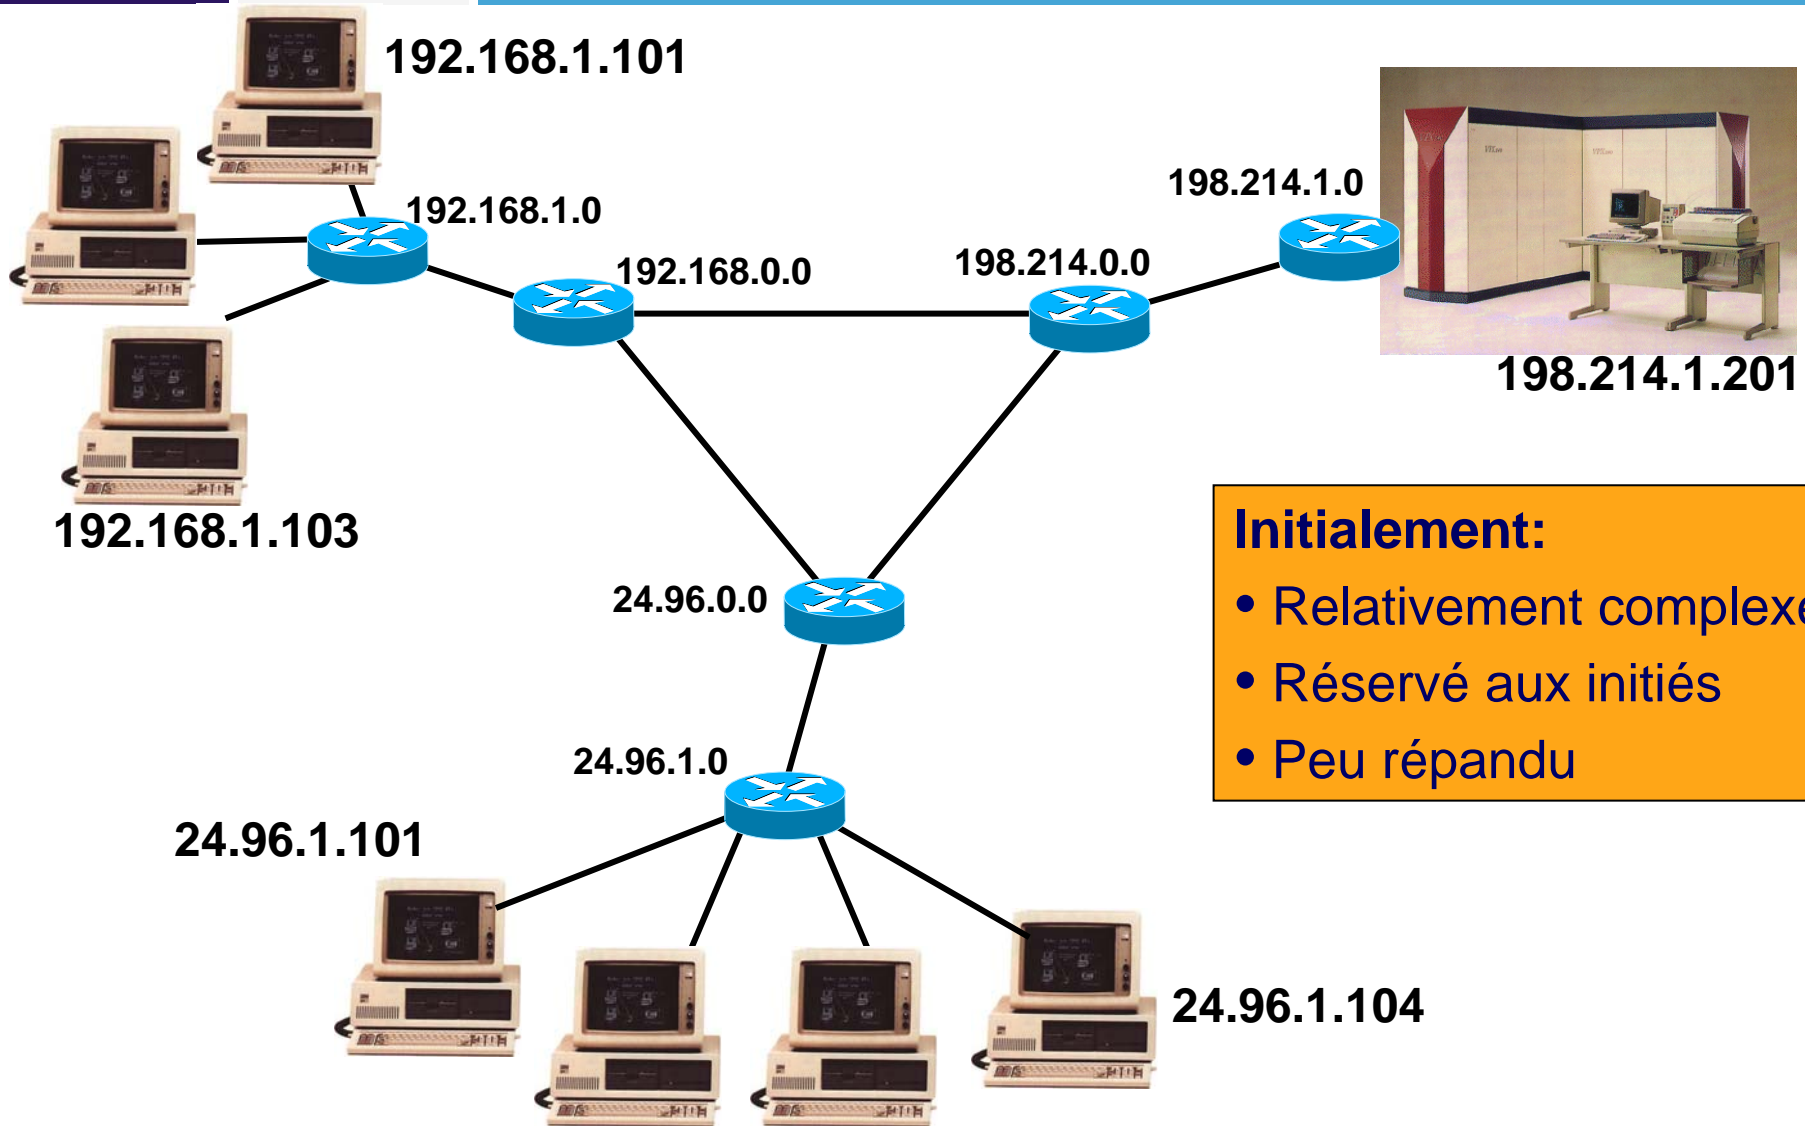 192.168.1.101
198.214.1.0
192.168.1.0
192.168.0.0
198.214.0.0
198.214.1.201
192.168.1.103
Initialement:
24.96.0.0
• Relativement complexe
• Réservé aux initiés
24.96.1.0
• Peu répandu
24.96.1.101
24.96.1.104